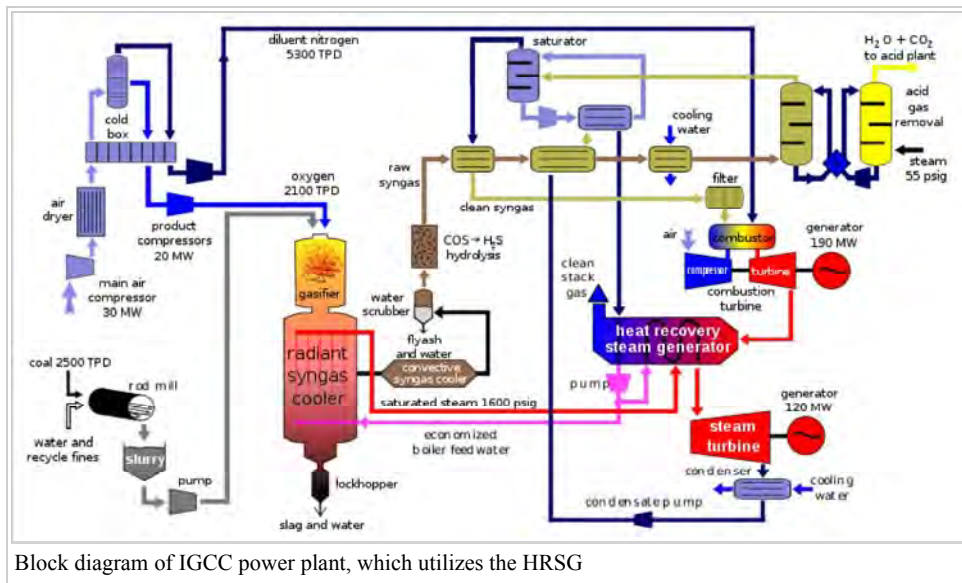 diluent nitrogen
5300 TPD
saturator
H2O + CO2
to acid plant
cold
box
cooling
water
acid
gas
removal
steam
55 psig
raw
syngas
oxygen
2100 TPD
clean syngas
filter
air
dryer
product
compressors
20 MW
COS→ H2S
hydrolysis
air
combustor
generator
190 MW
compressor
turbine
combustion
turbine
gasifier
clean
stack
gas
main air
compressor
30 MW
water
scrubber
flyash
and water
heat recovery
steam generator
radiant
syngas
cooler
convective
syngas cooler
coal 2500 TPD
rod mill
pump
generator
120 MW
saturated steam 1600 psig
steam
turbine
water and
recycle fines
economized
boiler feed water
slurry
condenser
pump
lockhopper
cooling
water
condensate pump
slag and water
Block diagram of IGCC power plant, which utilizes the HRSG